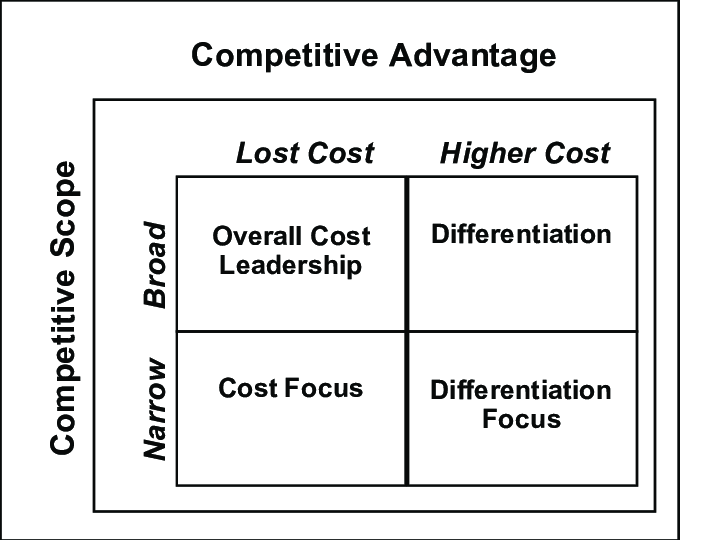 Competitive Advantage
Lost Cost
Higher Cost
Competitive Scope
Broad
Overall Cost
Leadership
Differentiation
Narrow
Cost Focus
Differentiation
Focus